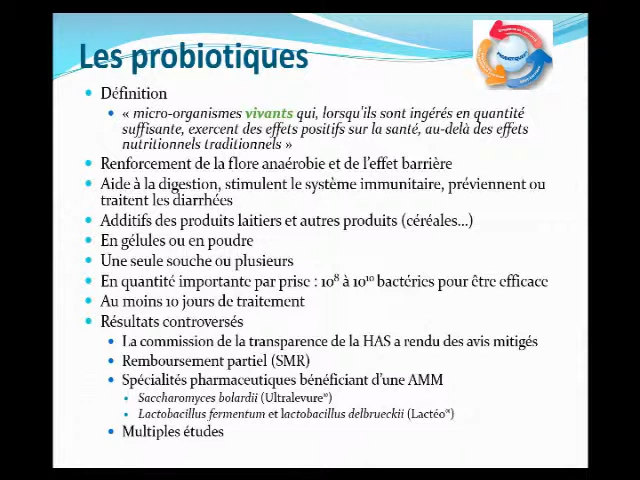 Les probiotiques
Définition
« micro-organismes vivants qui, lorsqu'ils sont ingérés en quantité
suffisante, exercent des effets positifs sur la santé, au-delà des effets
nutritionnels traditionnels »
Renforcement de la flore anaérobie et de l'effet barrière
Aide à la digestion, stimulent le système immunitaire, préviennent ou
traitent les diarrhées
Additifs des produits laitiers et autres produits (céréales…)
En gélules ou en poudre
Une seule souche ou plusieurs
En quantité importante par prise : 10⁸ à 10¹⁰ bactéries pour être efficace
Au moins 10 jours de traitement
Résultats controversés
La commission de la transparence de la HAS a rendu des avis mitigés
Remboursement partiel (SMR)
Spécialités pharmaceutiques bénéficiant d'une AMM
Saccharomyces bolardii (Ultralevure®)
Lactobacillus fermentum et lactobacillus delbrueckii (Lactéo®)
Multiples études